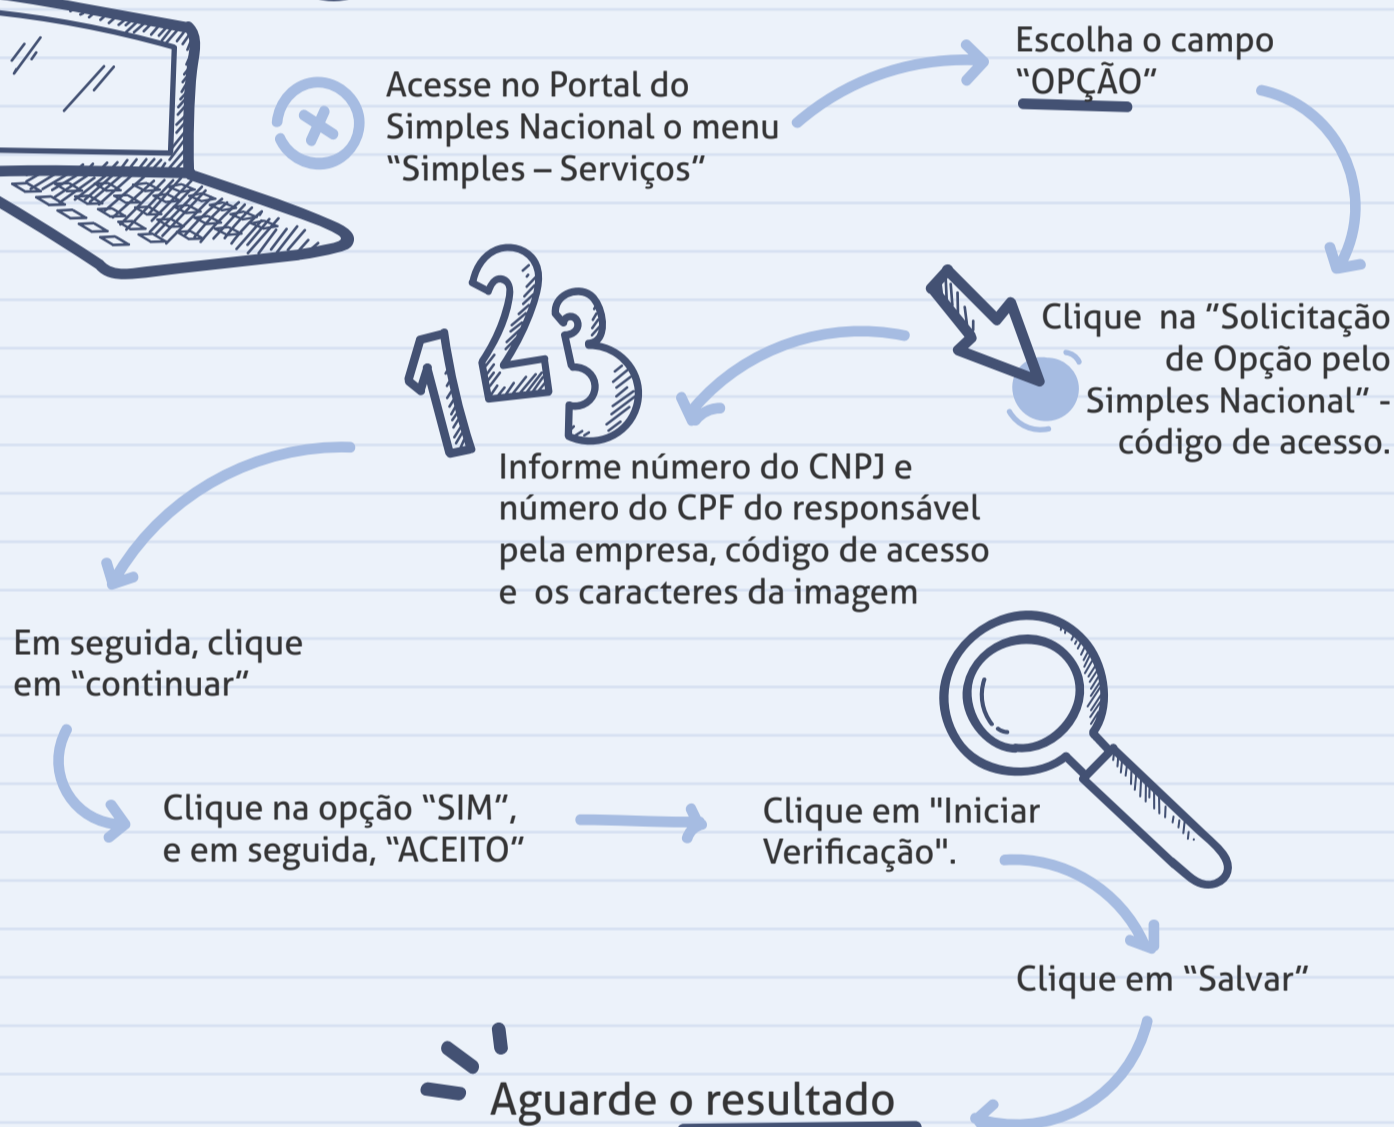 Acesse no Portal do
Simples Nacional o menu
“Simples – Serviços”
Escolha o campo
“OPÇÃO”
Clique na “Solicitação
de Opção pelo
Simples Nacional” -
código de acesso.
1 2 3
Informe número do CNPJ e
número do CPF do responsável
pela empresa, código de acesso
e os caracteres da imagem
Em seguida, clique
em “continuar”
Clique na opção “SIM”,
e em seguida, “ACEITO”
Clique em "Iniciar
Verificação".
Clique em “Salvar”
Aguarde o resultado